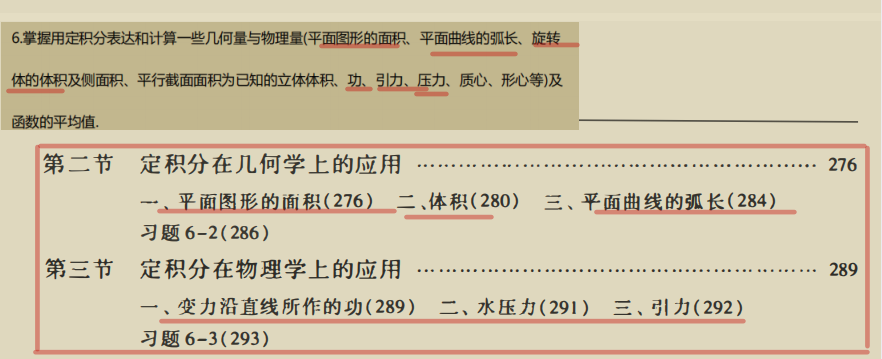 6.掌握用定积分表达和计算一些几何量与物理量(平面图形的面积、平面曲线的弧长、旋转
体的体积及侧面积、平行截面面积为已知的立体体积、功、引力、压力、质心、形心等)及
函数的平均值.
第二节 定积分在几何学上的应用 …………………………………………………… 276
一、平面图形的面积(276) 二、体积(280) 三、平面曲线的弧长(284)
习题 6-2(286)
第三节 定积分在物理学上的应用 …………………………………………………… 289
一、变力沿直线所作的功(289) 二、水压力(291) 三、引力(292)
习题 6-3(293)